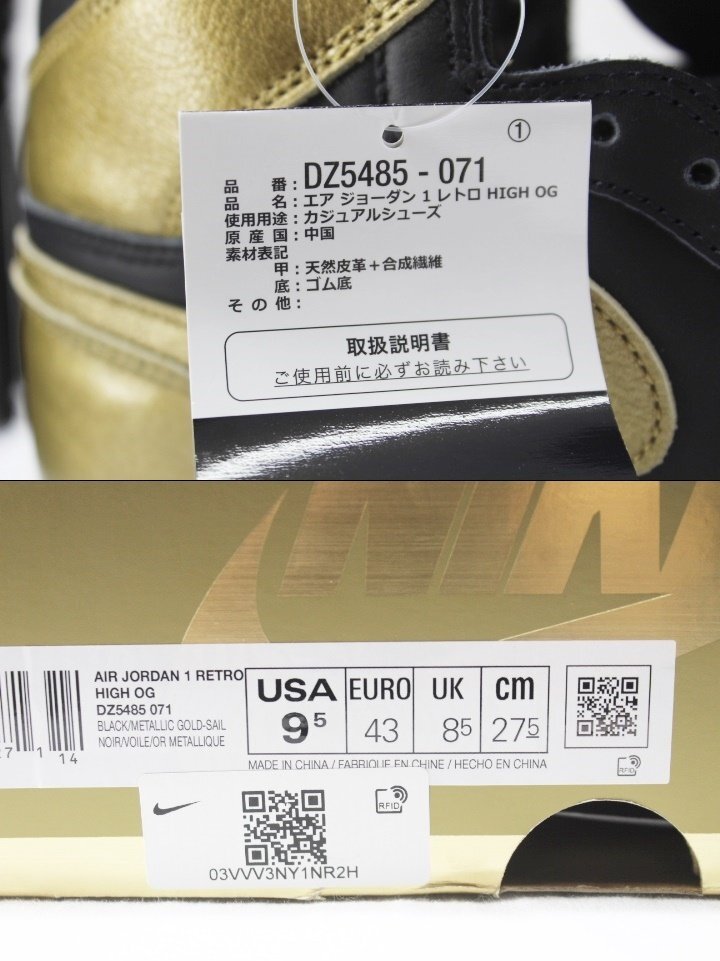 ①
品 番：DZ5485 - 071
品 名：エア ジョーダン 1 レトロ HIGH OG
使用用途：カジュアルシューズ
原 産 国：中国
素材表記
甲：天然皮革＋合成繊維
底：ゴム底
そ の 他：
取扱説明書
ご使用前に必ずお読み下さい
NIK
AIR JORDAN 1 RETRO
HIGH OG
DZ5485 071
BLACK/METALLIC GOLD-SAIL
NOIR/VOILE/OR METALLIQUE
USA EURO UK cm
9⁵ 43 8⁵ 27⁵
MADE IN CHINA / FABRIQUÉ EN CHINE / HECHO EN CHINA
27 1 14
RFID
RFID
03VVV3NY1NR2H